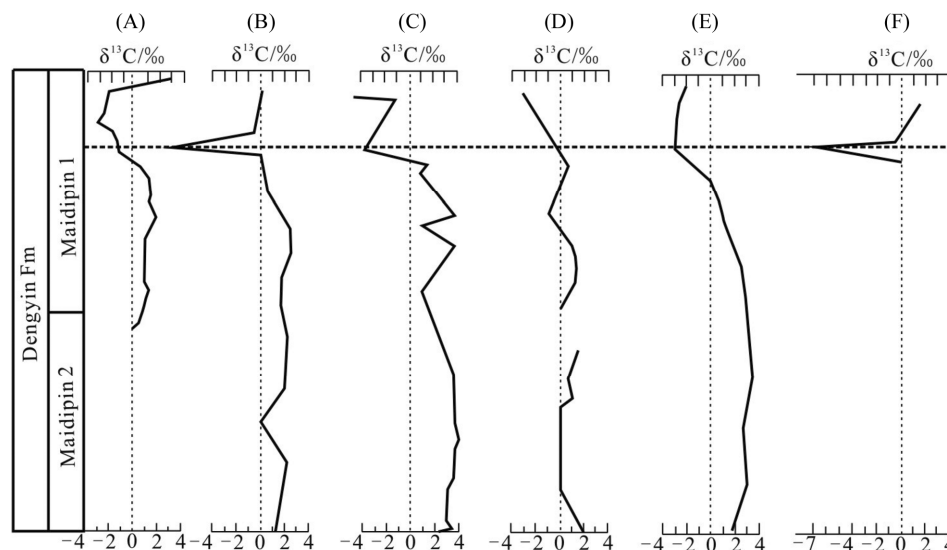 (A) (B) (C) (D) (E) (F)
δ¹³C/‰ δ¹³C/‰ δ¹³C/‰ δ¹³C/‰ δ¹³C/‰ δ¹³C/‰
Dengyin Fm
Maidipin 1
Maidipin 2
−4 −2 0 2 4 −4 −2 0 2 4 −4 −2 0 2 4 −4 −2 0 2 4 −4 −2 0 2 4 −7 −4 −2 0 2 4